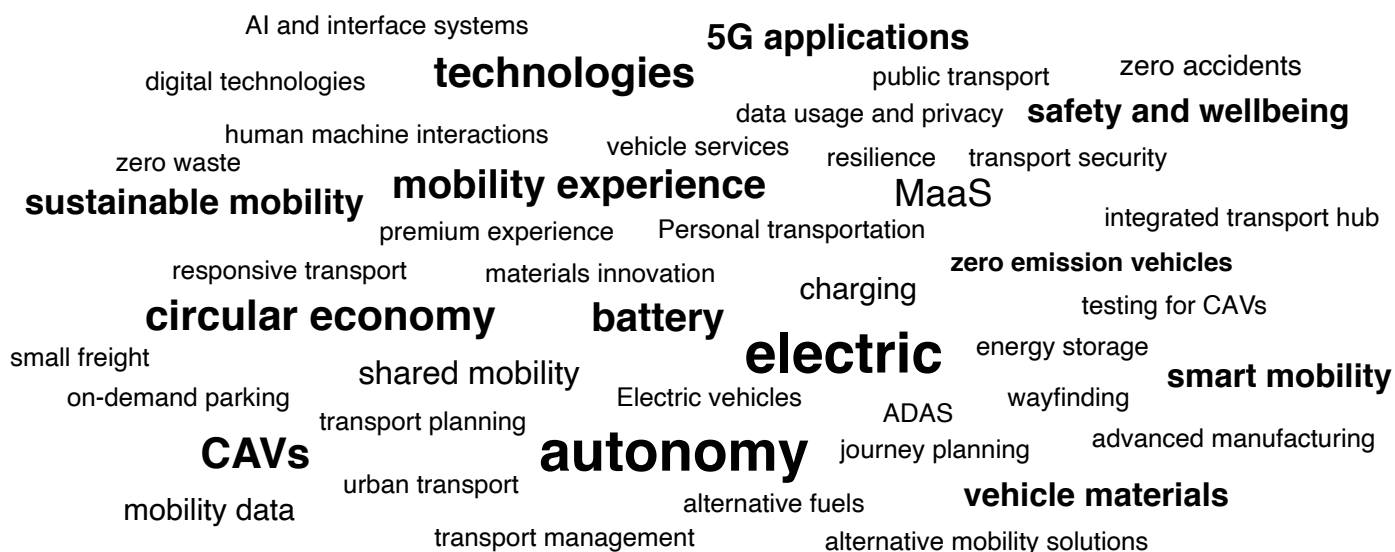 AI and interface systems
5G applications
technologies
digital technologies
public transport
zero accidents
data usage and privacy
safety and wellbeing
human machine interactions
vehicle services
zero waste
resilience
transport security
sustainable mobility
mobility experience
MaaS
integrated transport hub
premium experience
Personal transportation
responsive transport
materials innovation
zero emission vehicles
charging
testing for CAVs
circular economy
battery
small freight
electric
energy storage
shared mobility
smart mobility
on-demand parking
Electric vehicles
wayfinding
ADAS
transport planning
CAVs
autonomy
journey planning
advanced manufacturing
urban transport
mobility data
alternative fuels
vehicle materials
transport management
alternative mobility solutions